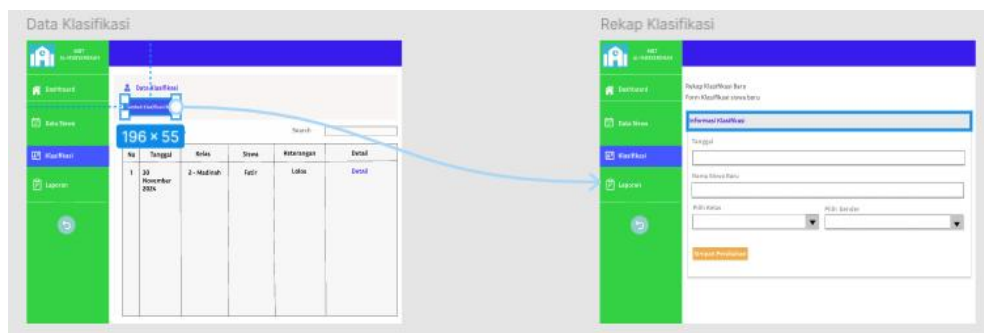 Data Klasifikasi
Rekap Klasifikasi
Dashboard
Data Siswa
Klasifikasi
Laporan
Data Klasifikasi
196 × 55
Search
No Tanggal Kelas Siswa Keterangan Detail
1 30 November 2024 2 - Madinah Fatir Lolos Detail
Dashboard
Data Siswa
Klasifikasi
Laporan
Rekap Klasifikasi Baru
Form Klasifikasi siswa baru
Informasi Klasifikasi
Tanggal
Nama Siswa Baru
Pilih Kelas
Pilih Gender
Simpan Perubahan